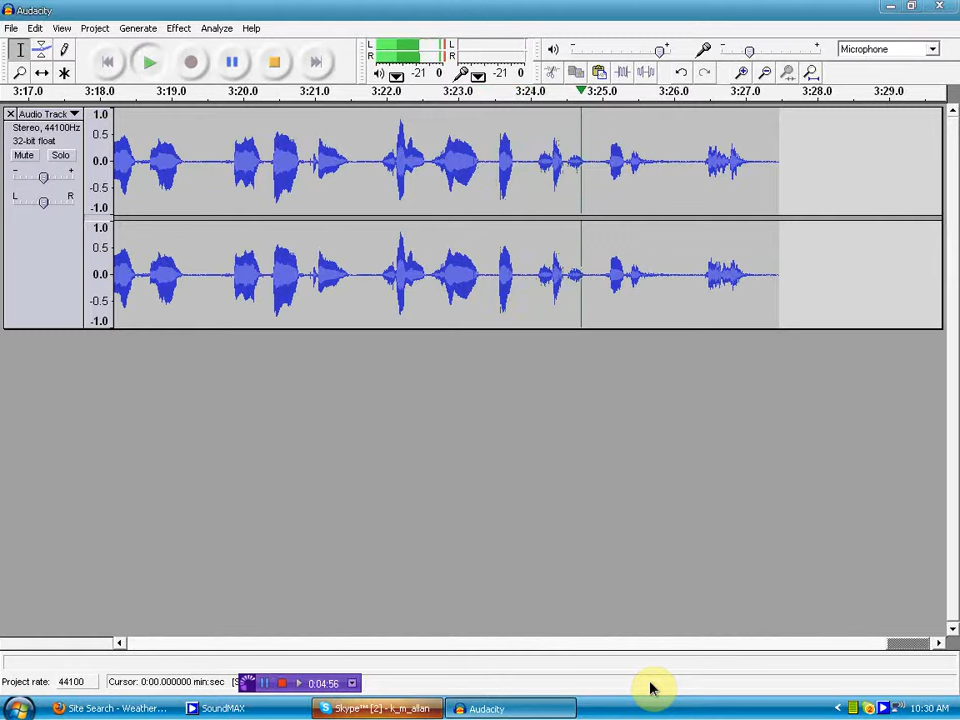 Audacity
File Edit View Project Generate Effect Analyze Help
L R -21 0 L R -21 0 Microphone
3:17.0 3:18.0 3:19.0 3:20.0 3:21.0 3:22.0 3:23.0 3:24.0 3:25.0 3:26.0 3:27.0 3:28.0 3:29.0
Audio Track 1.0
Stereo, 44100Hz 0.5
32-bit float
Mute Solo 0.0
- +
-0.5
L R
-1.0
1.0
0.5
0.0
-0.5
-1.0
Project rate: 44100 Cursor: 0:00.000000 min:sec [S 0:04:56
Site Search - Weather... SoundMAX Skype™ [2] - k_m_allan Audacity 10:30 AM